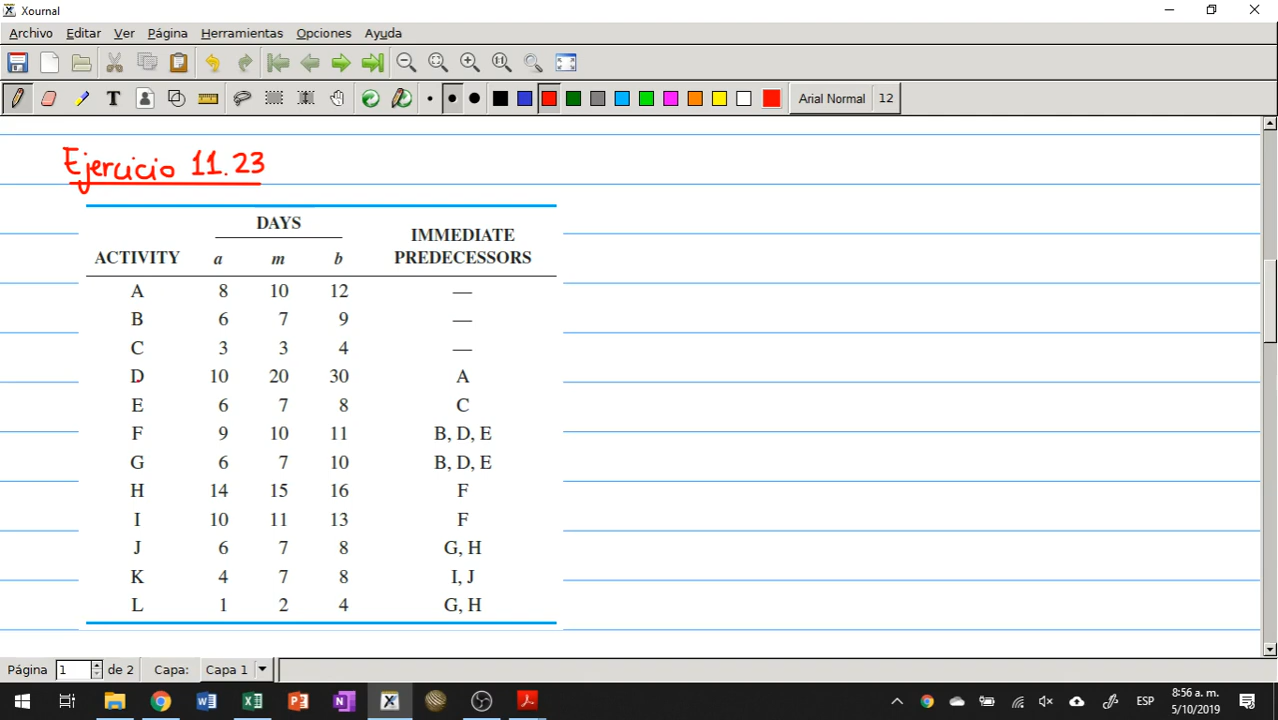 Xournal
Archivo Editar Ver Página Herramientas Opciones Ayuda
T Arial Normal 12
Ejercicio 11.23
DAYS
IMMEDIATE
ACTIVITY a m b PREDECESSORS
A 8 10 12 —
B 6 7 9 —
C 3 3 4 —
D 10 20 30 A
E 6 7 8 C
F 9 10 11 B, D, E
G 6 7 10 B, D, E
H 14 15 16 F
I 10 11 13 F
J 6 7 8 G, H
K 4 7 8 I, J
L 1 2 4 G, H
Página 1 de 2 Capa: Capa 1
ESP
8:56 a. m.
5/10/2019